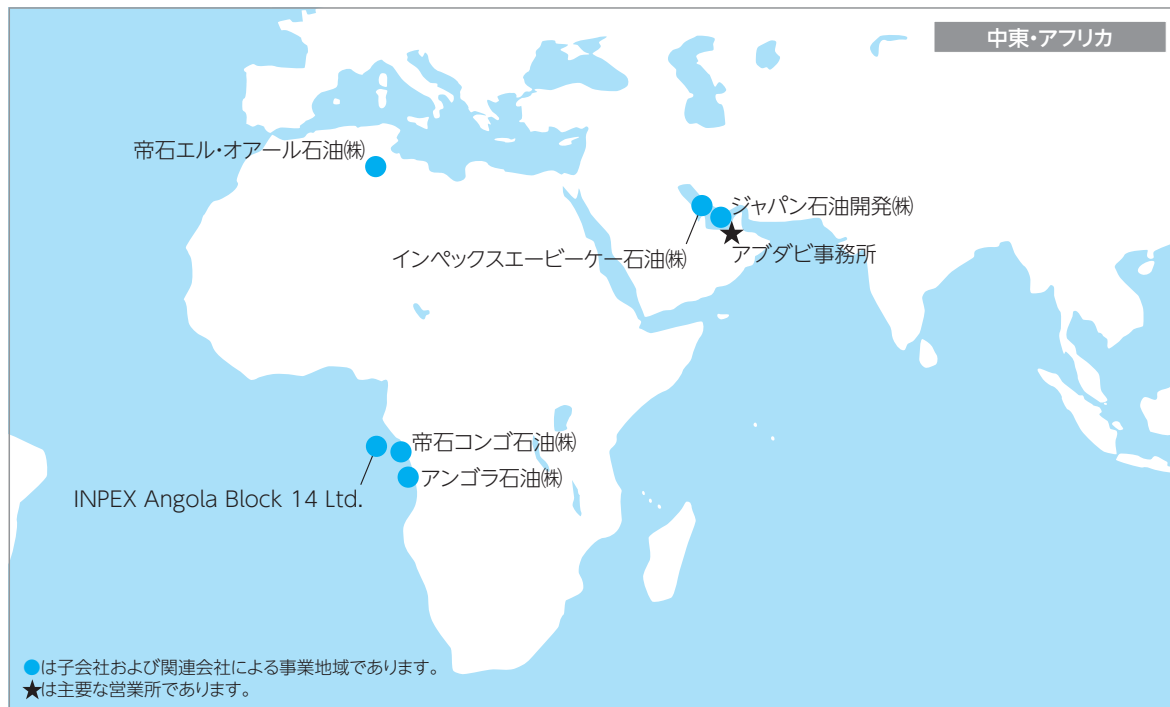 中東・アフリカ
帝石エル・オアール石油㈱
ジャパン石油開発㈱
インペックスエービーケー石油㈱
アブダビ事務所
帝石コンゴ石油㈱
アンゴラ石油㈱
INPEX Angola Block 14 Ltd.
●は子会社および関連会社による事業地域であります。
★は主要な営業所であります。